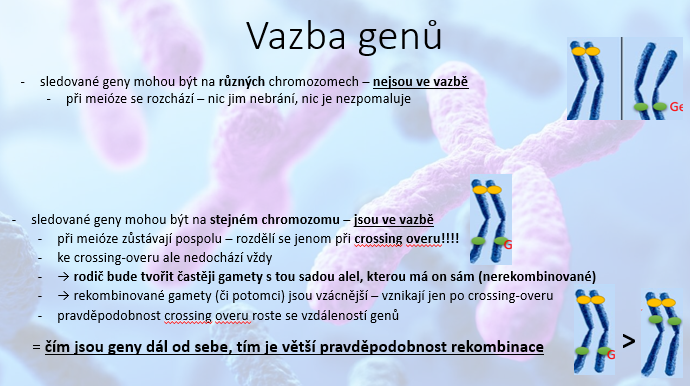 Vazba genů
- sledované geny mohou být na různých chromozomech – nejsou ve vazbě
- při meióze se rozchází – nic jim nebrání, nic je nezpomaluje
Ge
- sledované geny mohou být na stejném chromozomu – jsou ve vazbě
- při meióze zůstávají pospolu – rozdělí se jenom při crossing overu!!!!
G
- ke crossing-overu ale nedochází vždy
- → rodič bude tvořit častěji gamety s tou sadou alel, kterou má on sám (nerekombinované)
- → rekombinované gamety (či potomci) jsou vzácnější – vznikají jen po crossing-overu
- pravděpodobnost crossing overu roste se vzdáleností genů
= čím jsou geny dál od sebe, tím je větší pravděpodobnost rekombinace
G >